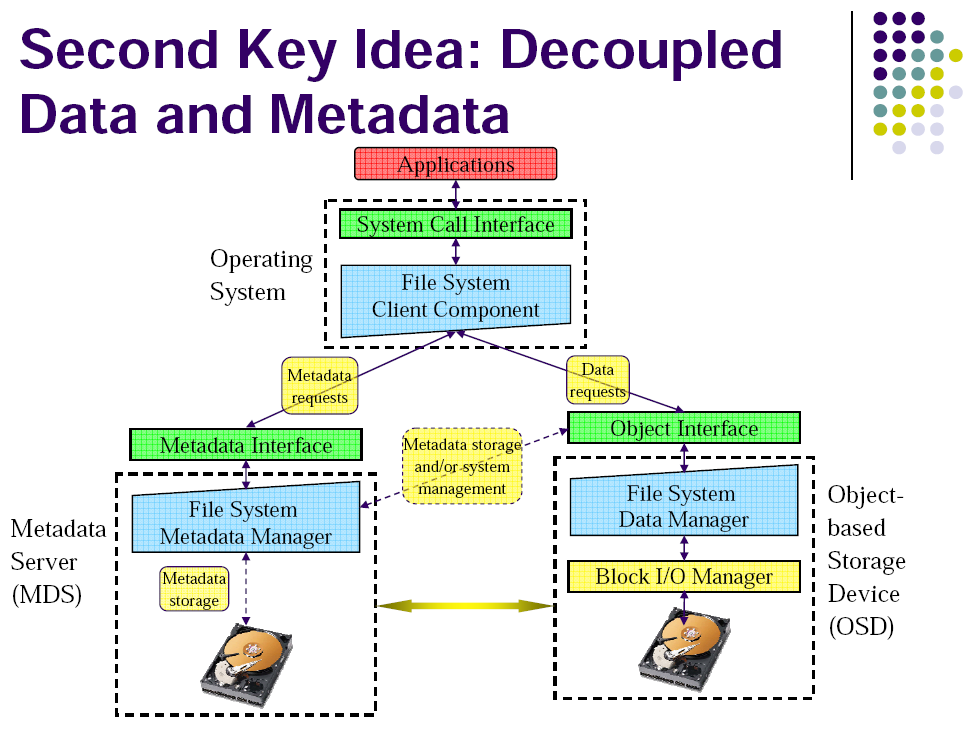 Second Key Idea: Decoupled
Data and Metadata
Applications
System Call Interface
Operating
System
File System
Client Component
Metadata
requests
Data
requests
Metadata Interface
Metadata storage
and/or system
management
Object Interface
Metadata
Server
(MDS)
File System
Metadata Manager
Metadata
storage
File System
Data Manager
Block I/O Manager
Object-
based
Storage
Device
(OSD)